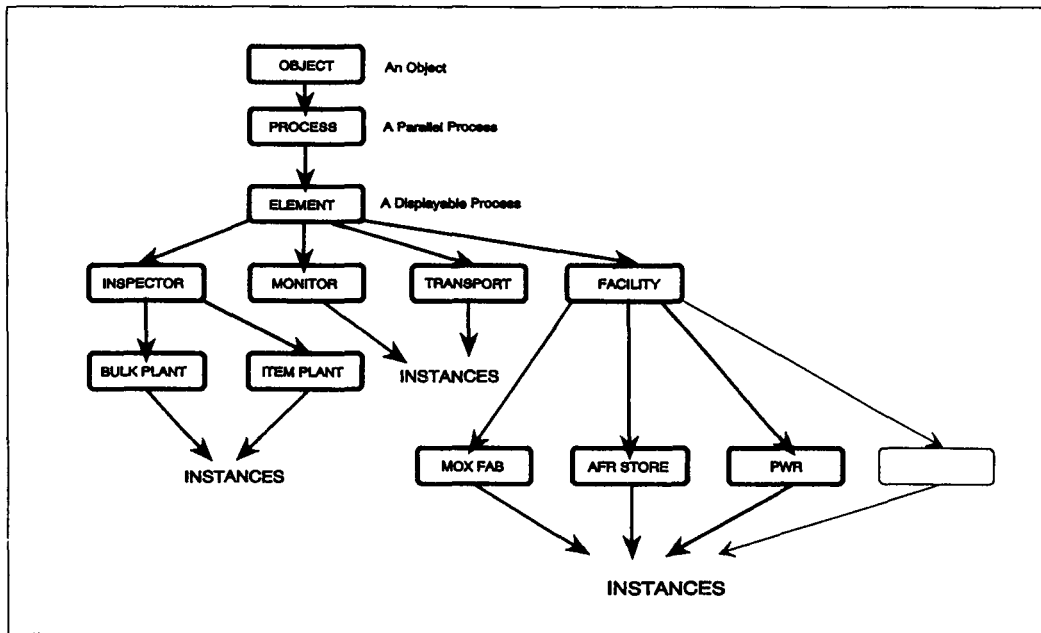 OBJECT
An Object
PROCESS
A Parallel Process
ELEMENT
A Displayable Process
INSPECTOR
MONITOR
TRANSPORT
FACILITY
BULK PLANT
ITEM PLANT
INSTANCES
INSTANCES
MOX FAB
AFR STORE
PWR
INSTANCES